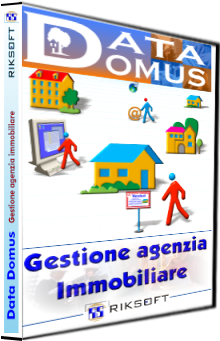 DATA
DOMUS
Gestione agenzia
Immobiliare
RIKSOFT
Data Domus Gestione agenzia immobiliare
RIKSOFT